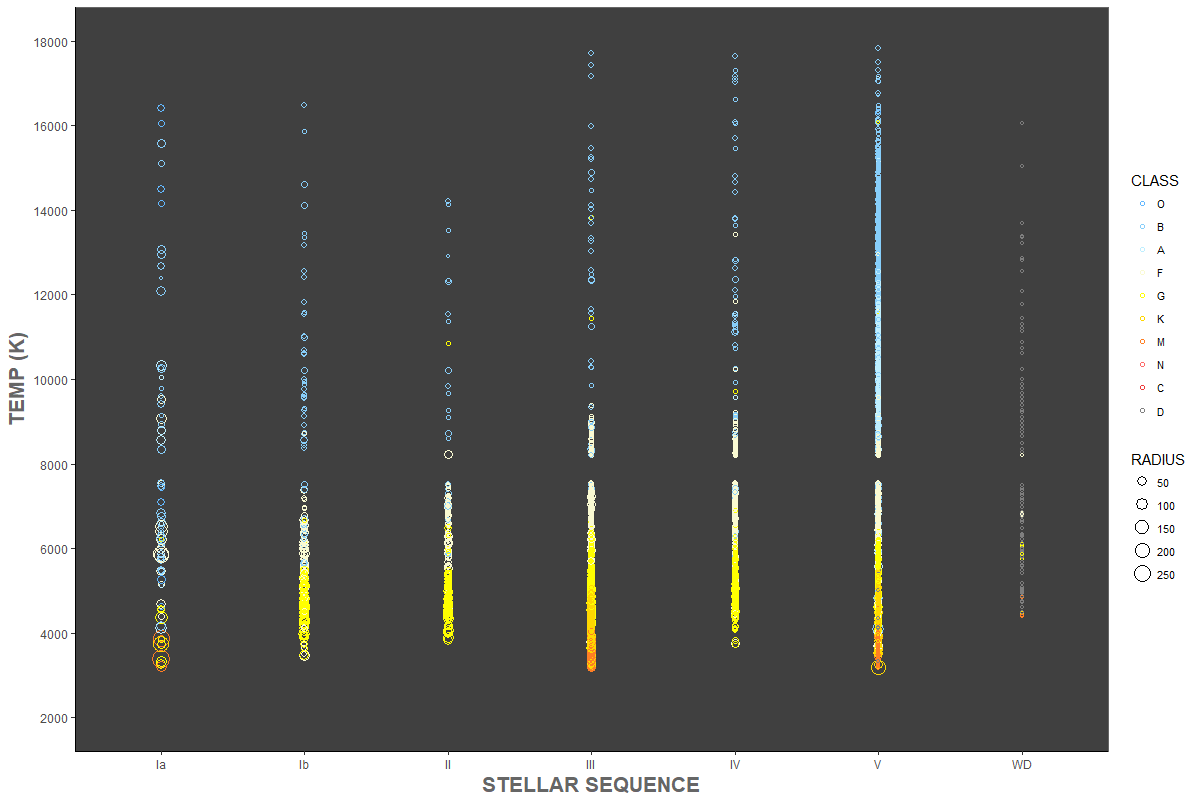 18000
16000
14000
12000
10000
8000
6000
4000
2000
TEMP (K)
Ia
Ib
II
III
IV
V
WD
STELLAR SEQUENCE
CLASS
O
B
A
F
G
K
M
N
C
D
RADIUS
50
100
150
200
250